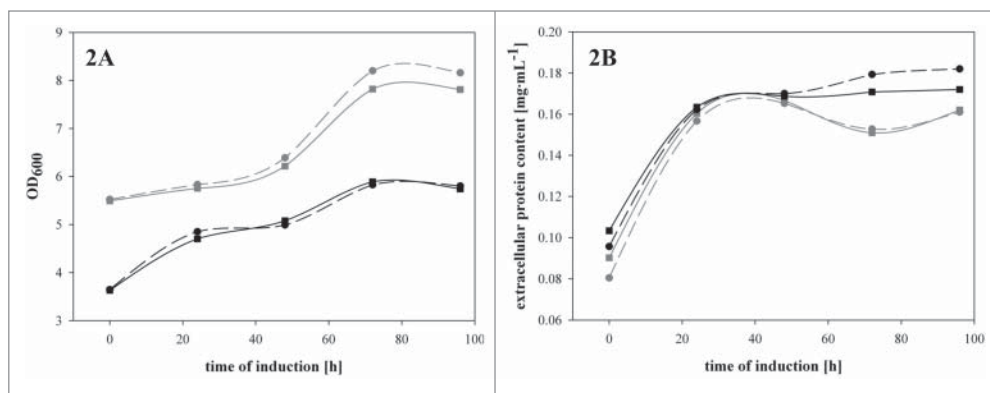 2A
OD600
9
8
7
6
5
4
3
0 20 40 60 80 100
time of induction [h]
2B
extracellular protein content [mg·mL⁻¹]
0.20
0.18
0.16
0.14
0.12
0.10
0.08
0.06
0 20 40 60 80 100
time of induction [h]